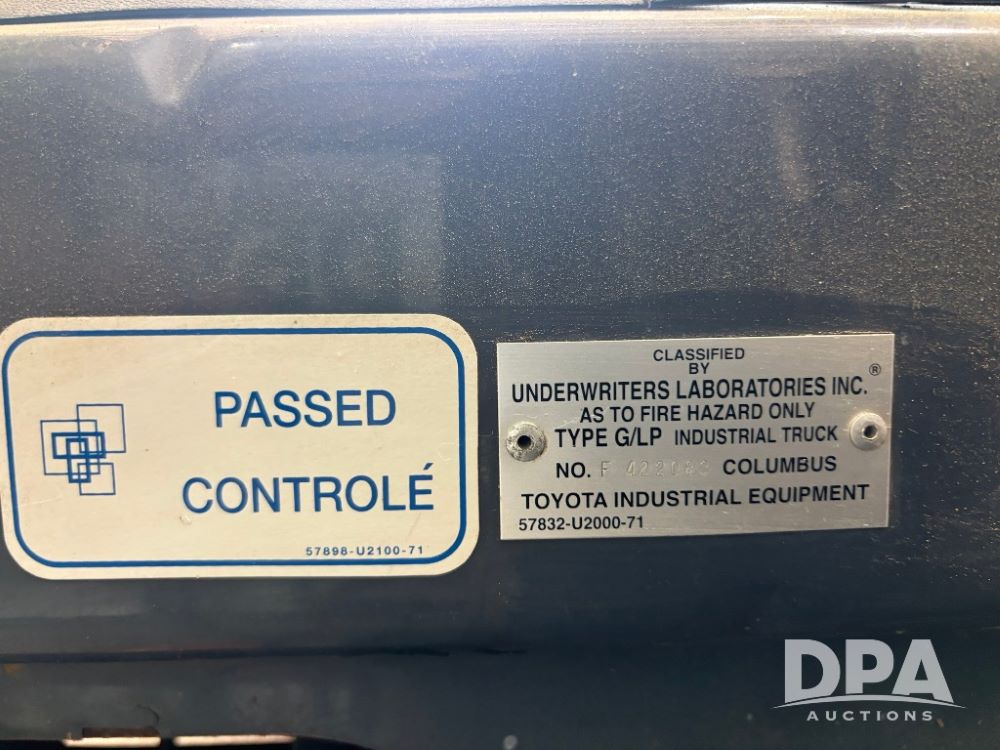 PASSED
CONTROLÉ
57898-U2100-71
CLASSIFIED
BY
UNDERWRITERS LABORATORIES INC.®
AS TO FIRE HAZARD ONLY
TYPE G/LP INDUSTRIAL TRUCK
NO. F COLUMBUS
TOYOTA INDUSTRIAL EQUIPMENT
57832-U2000-71
DPA
AUCTIONS